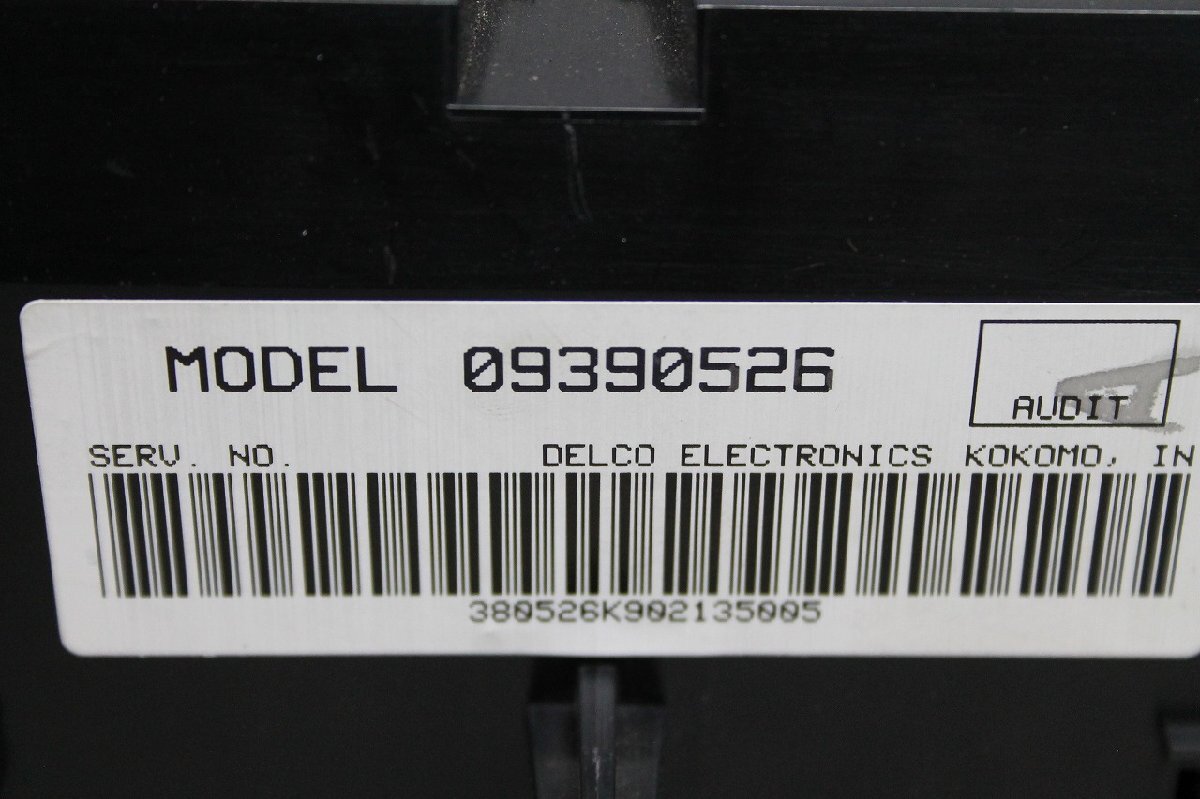 MODEL 09390526
AUDIT
SERV. NO. DELCO ELECTRONICS KOKOMO, IN
380526K902135005